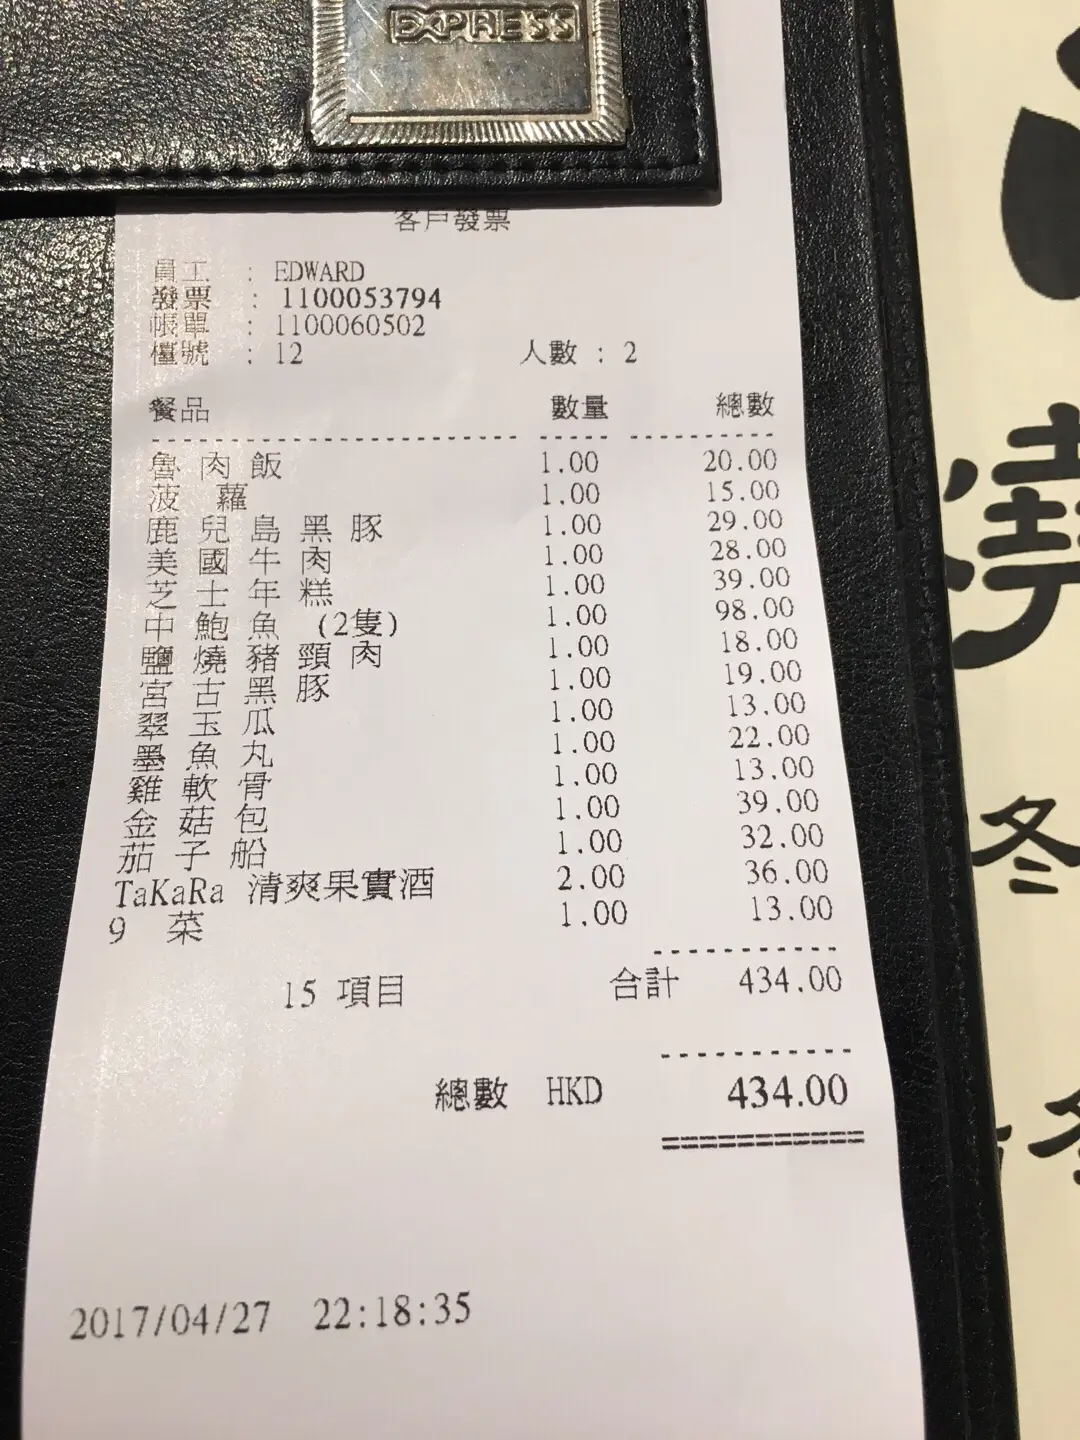 EXPRESS
客戶發票
員工 : EDWARD
發票 : 1100053794
帳單 : 1100060502
檯號 : 12 人數 : 2
餐品 數量 總數
魯肉飯 1.00 20.00
菠蘿 1.00 15.00
鹿兒島黑豚 1.00 29.00
美國牛肉 1.00 28.00
芝士年糕 1.00 39.00
中鮑魚 (2隻) 1.00 98.00
鹽燒豬頸肉 1.00 18.00
宮古黑豚 1.00 19.00
翠玉瓜 1.00 13.00
墨魚丸 1.00 22.00
雞軟骨 1.00 13.00
金菇包 1.00 39.00
茄子船 1.00 32.00
TaKaRa 清爽果實酒 2.00 36.00
9 菜 1.00 13.00
15 項目 合計 434.00
總數 HKD 434.00
===========
2017/04/27 22:18:35
冬